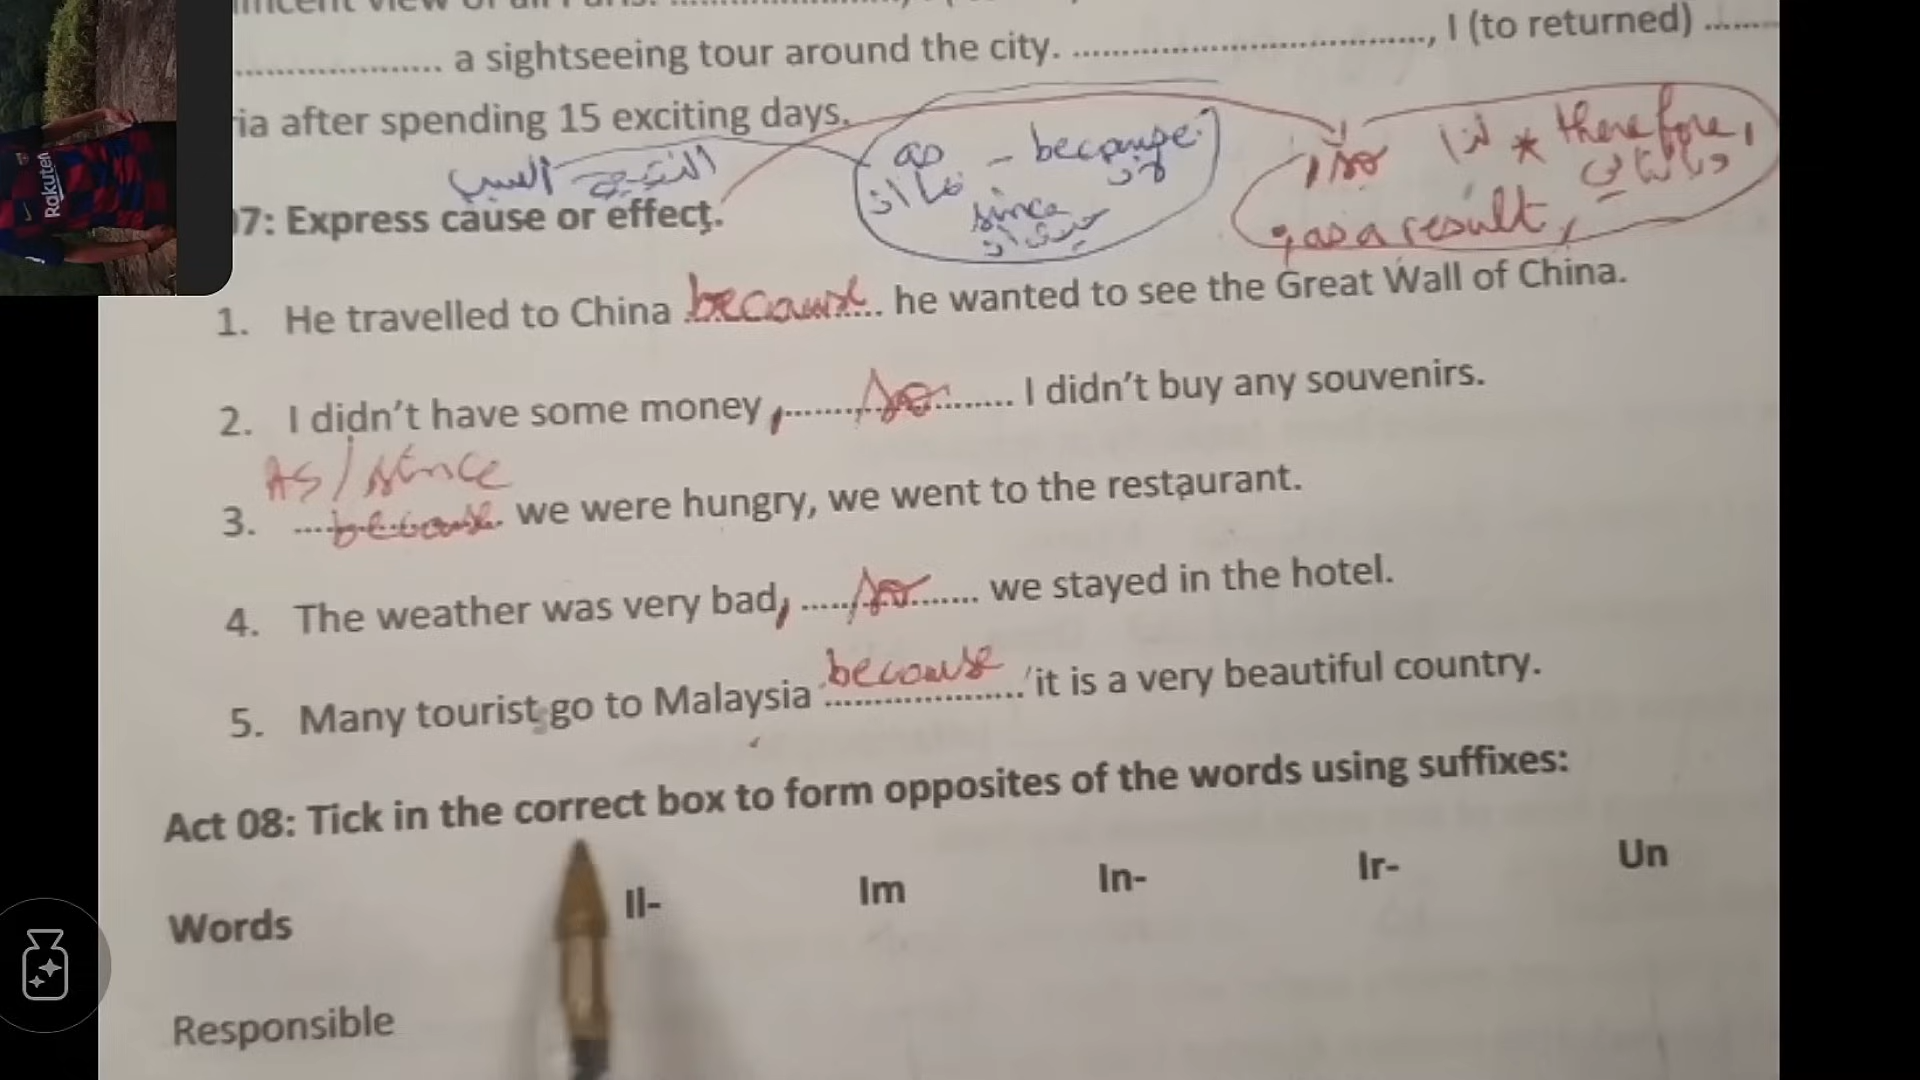 a sightseeing tour around the city. ...................................., I (to returned) ........
ria after spending 15 exciting days.
as - because
لأن
since
so, لذا * therefore,
, as a result,
السبب النتيجة
07: Express cause or effect.
1. He travelled to China because he wanted to see the Great Wall of China.
2. I didn't have some money, so I didn't buy any souvenirs.
As / since
3. because we were hungry, we went to the restaurant.
4. The weather was very bad, so we stayed in the hotel.
5. Many tourist go to Malaysia because it is a very beautiful country.
Act 08: Tick in the correct box to form opposites of the words using suffixes:
Words Il- Im In- Ir- Un
Responsible
Rakuten